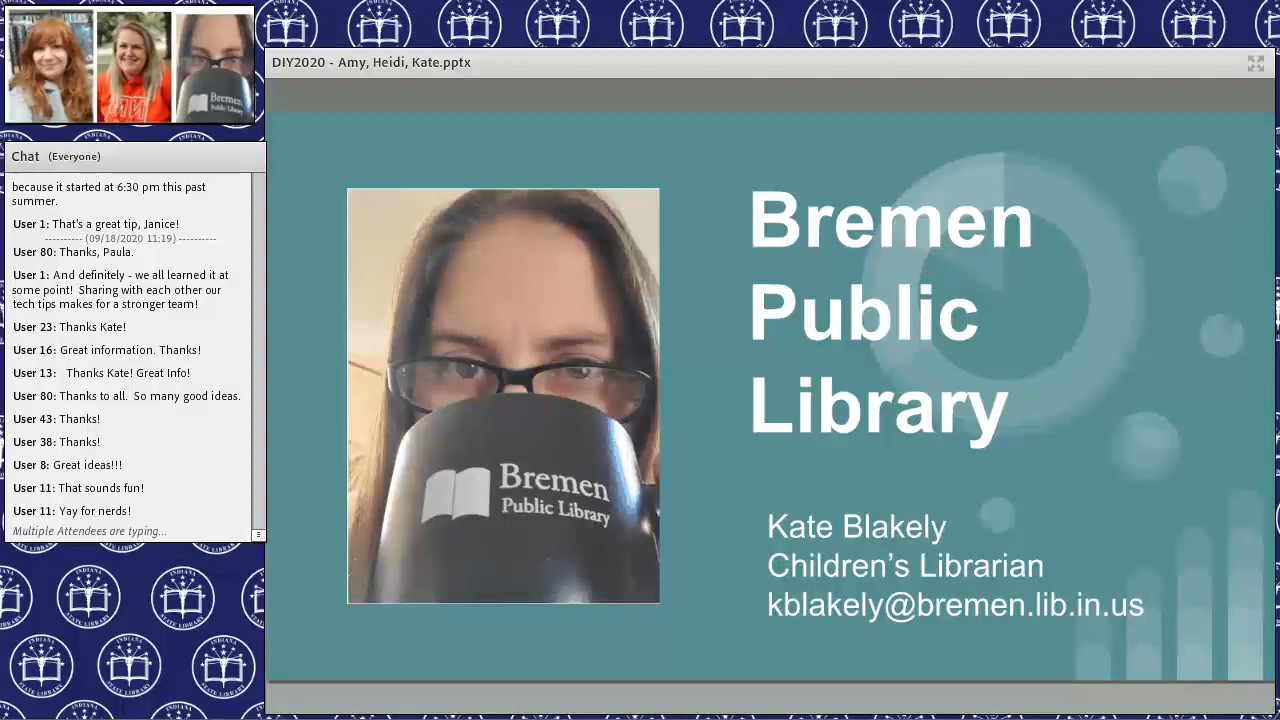 DIY2020 - Amy, Heidi, Kate.pptx
Bremen
Public Library
Chat (Everyone)
because it started at 6:30 pm this past
summer.
User 1: That's a great tip, Janice!
---------- (09/18/2020 11:19) ----------
User 80: Thanks, Paula.
User 1: And definitely - we all learned it at
some point! Sharing with each other our
tech tips makes for a stronger team!
User 23: Thanks Kate!
User 16: Great information. Thanks!
User 13: Thanks Kate! Great Info!
User 80: Thanks to all. So many good ideas.
User 43: Thanks!
User 38: Thanks!
User 8: Great ideas!!!
User 11: That sounds fun!
User 11: Yay for nerds!
Multiple Attendees are typing...
Bremen
Public Library
Bremen
Public
Library
Kate Blakely
Children's Librarian
kblakely@bremen.lib.in.us
INDIANA
STATE LIBRARY